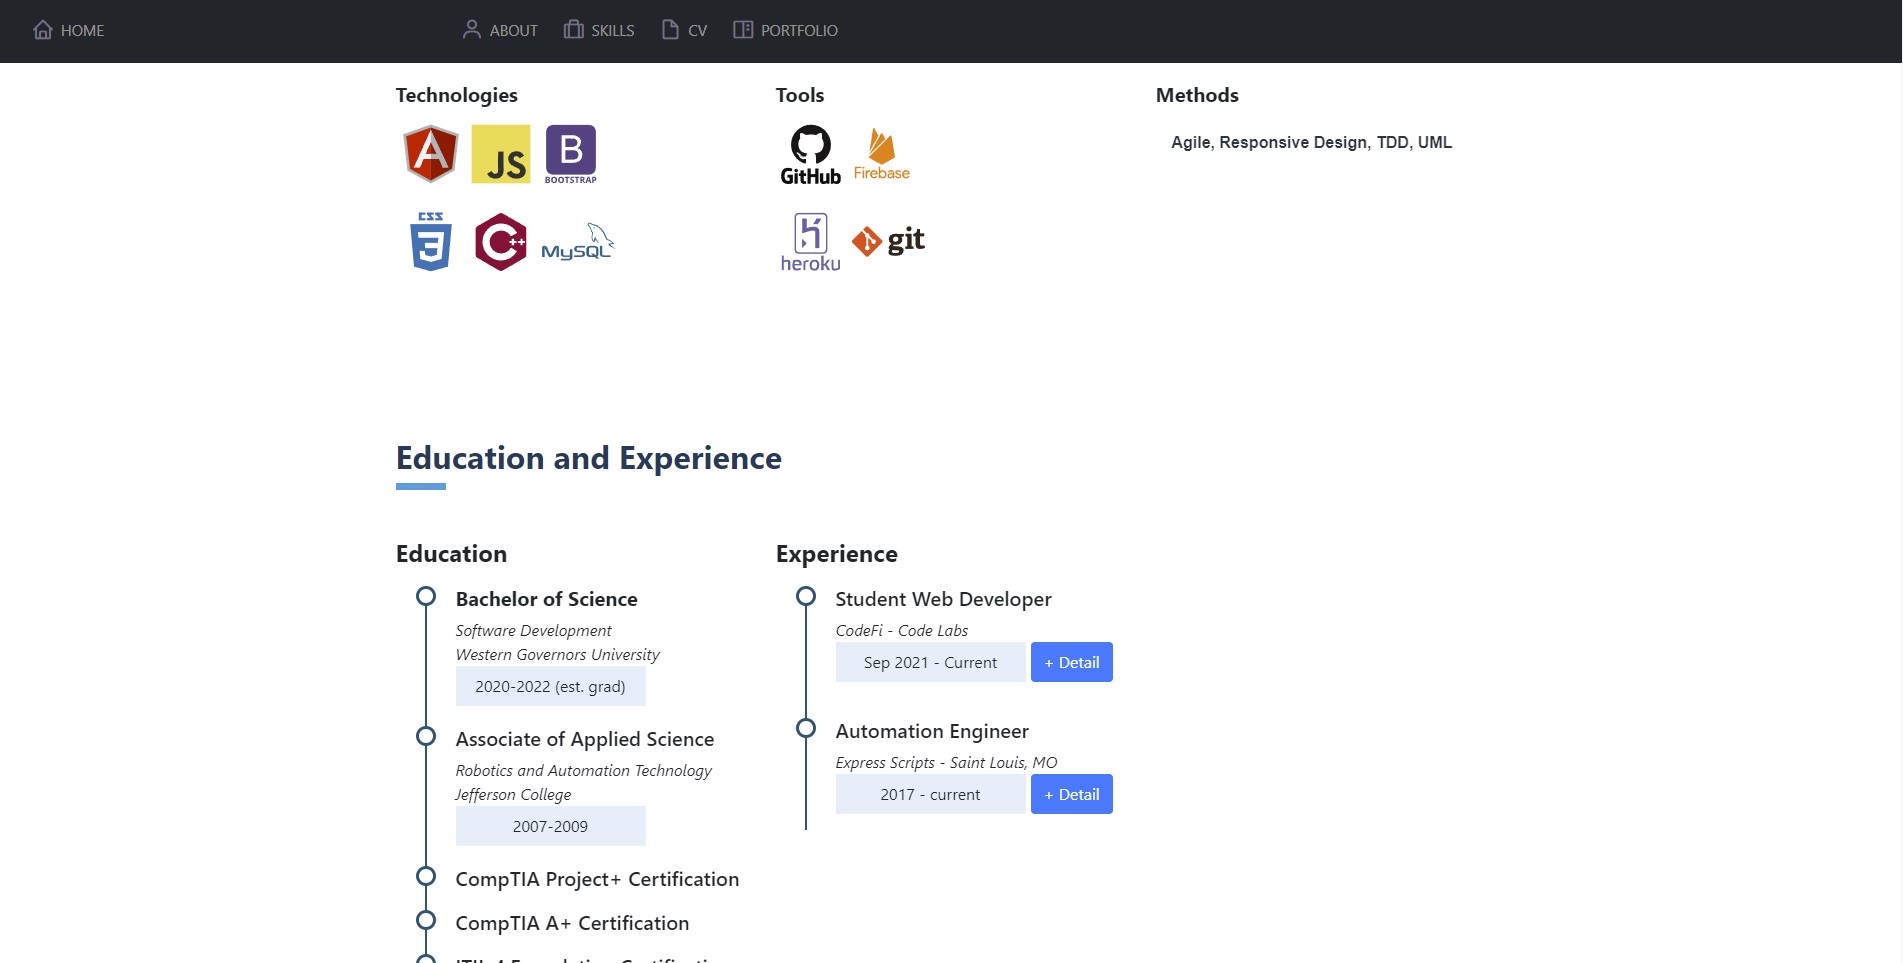 HOME
ABOUT
SKILLS
CV
PORTFOLIO
Technologies
Tools
Methods
JS
B
BOOTSTRAP
GitHub
Firebase
Agile, Responsive Design, TDD, UML
CSS
3
C++
MySQL
heroku
git
Education and Experience
Education
Bachelor of Science
Software Development
Western Governors University
2020-2022 (est. grad)
Associate of Applied Science
Robotics and Automation Technology
Jefferson College
2007-2009
CompTIA Project+ Certification
CompTIA A+ Certification
Experience
Student Web Developer
CodeFi - Code Labs
Sep 2021 - Current
+ Detail
Automation Engineer
Express Scripts - Saint Louis, MO
2017 - current
+ Detail